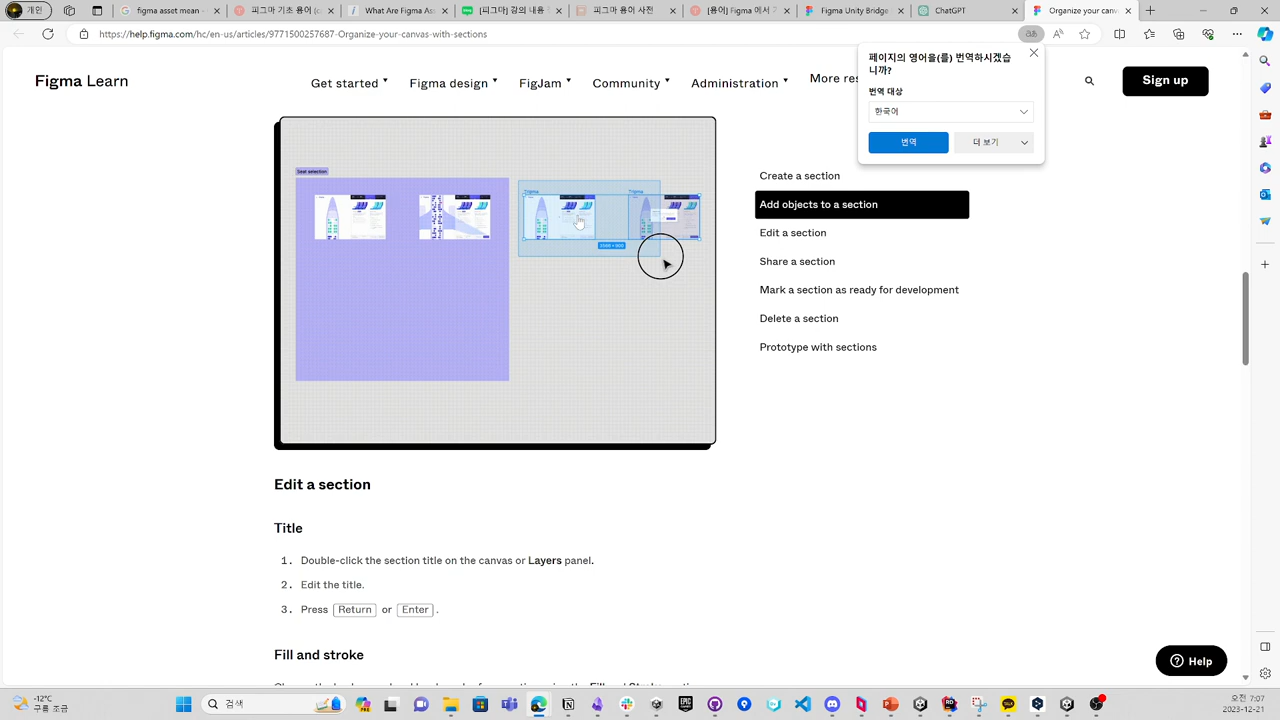 figma asset mean
피그마 기초 용어 (c
What Are Figma As
[피그마] 강의 내용
피그마 용어 사전
[용어] Figma 에서 기
Figma Unity Bridge
ChatGPT
Organize your canv
https://help.figma.com/hc/en-us/articles/9771500257687-Organize-your-canvas-with-sections
페이지의 영어을(를) 번역하시겠습
니까?
번역 대상
한국어
번역
더 보기
Figma Learn
Get started
Figma design
FigJam
Community
Administration
More res
Sign up
Seat selection
Create a section
Add objects to a section
Edit a section
Share a section
Mark a section as ready for development
Delete a section
Prototype with sections
Edit a section
Title
1. Double-click the section title on the canvas or Layers panel.
2. Edit the title.
3. Press Return or Enter .
Fill and stroke
Help
-12°C
구름 조금
검색
오전 7:07
2023-12-21